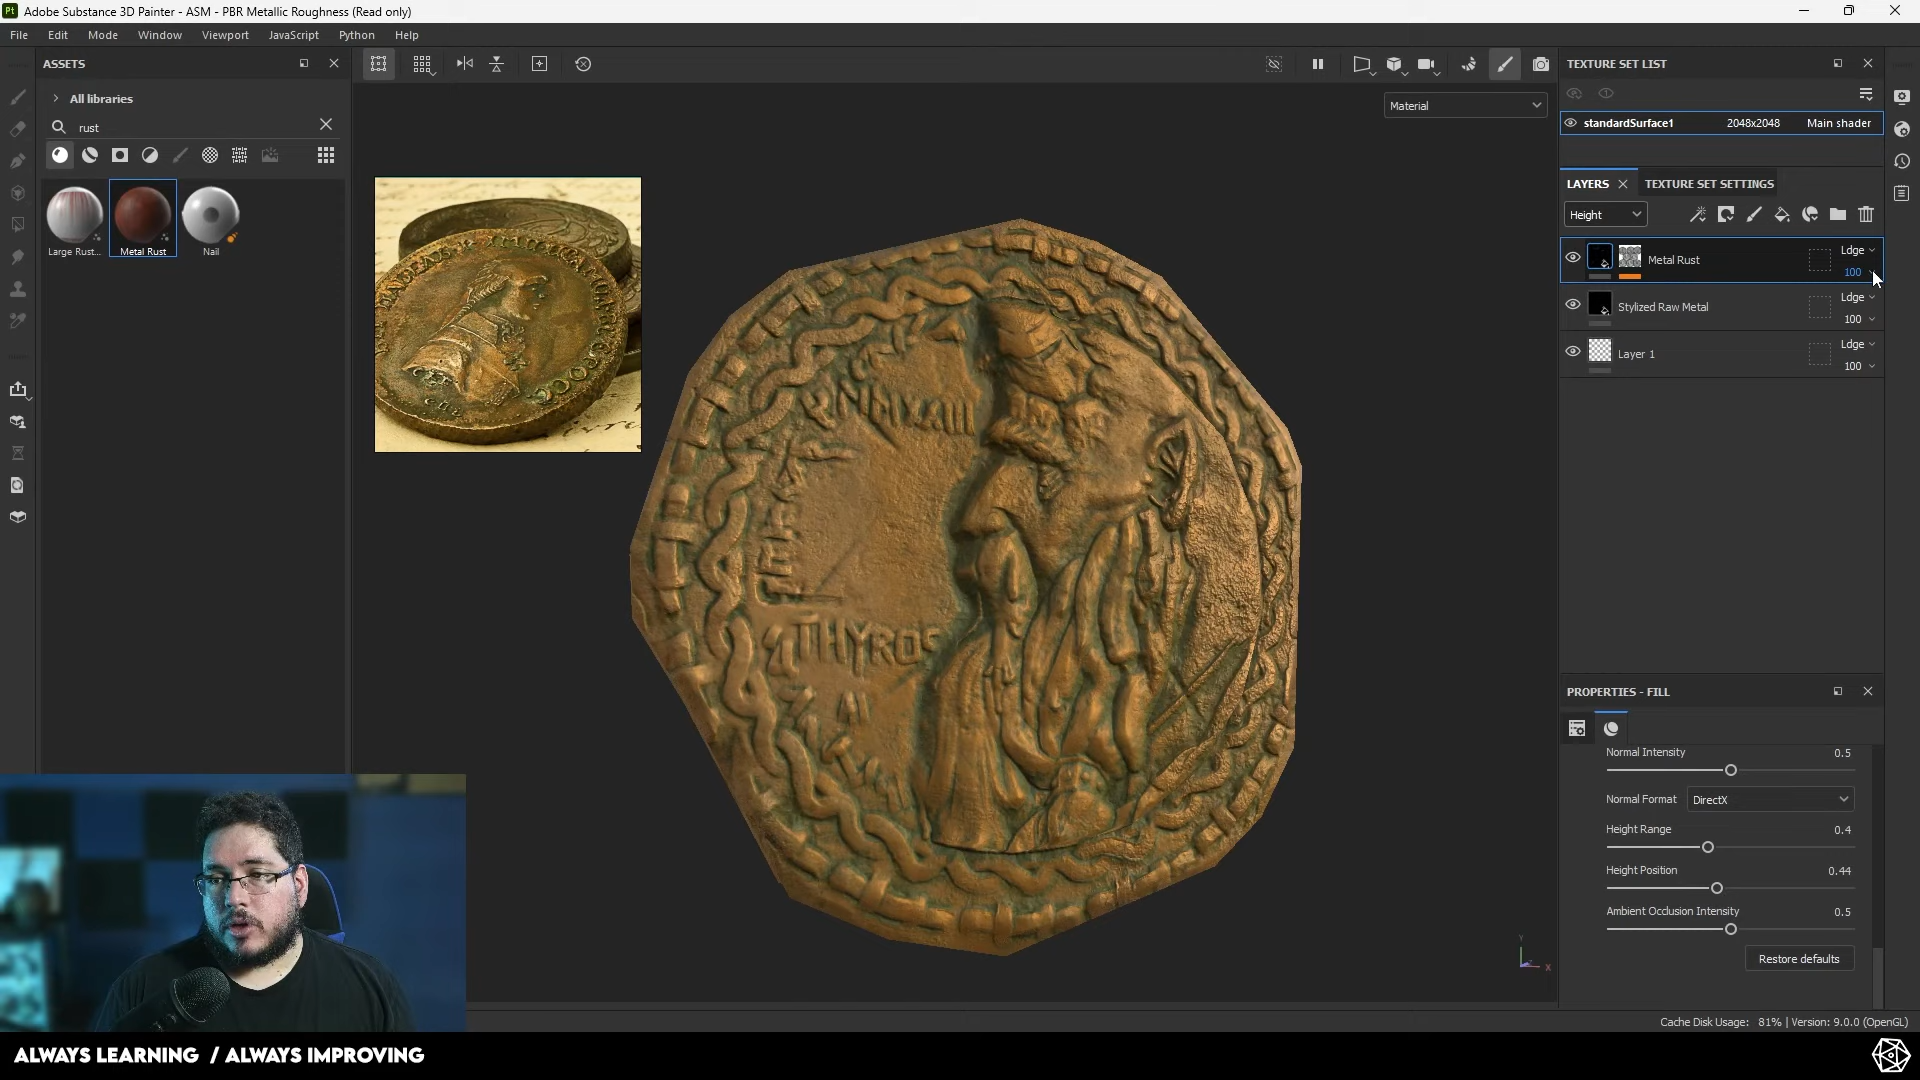 Pt Adobe Substance 3D Painter - ASM - PBR Metallic Roughness (Read only)
File Edit Mode Window Viewport JavaScript Python Help
ASSETS
All libraries
rust
Large Rust...
Metal Rust
Nail
Material
THYROS
TEXTURE SET LIST
standardSurface1 2048x2048 Main shader
LAYERS TEXTURE SET SETTINGS
Height
Metal Rust Ldge 100
Stylized Raw Metal Ldge 100
Layer 1 Ldge 100
PROPERTIES - FILL
Normal Intensity 0.5
Normal Format DirectX
Height Range 0.4
Height Position 0.44
Ambient Occlusion Intensity 0.5
Restore defaults
Y
X
Cache Disk Usage: 81% | Version: 9.0.0 (OpenGL)
ALWAYS LEARNING / ALWAYS IMPROVING